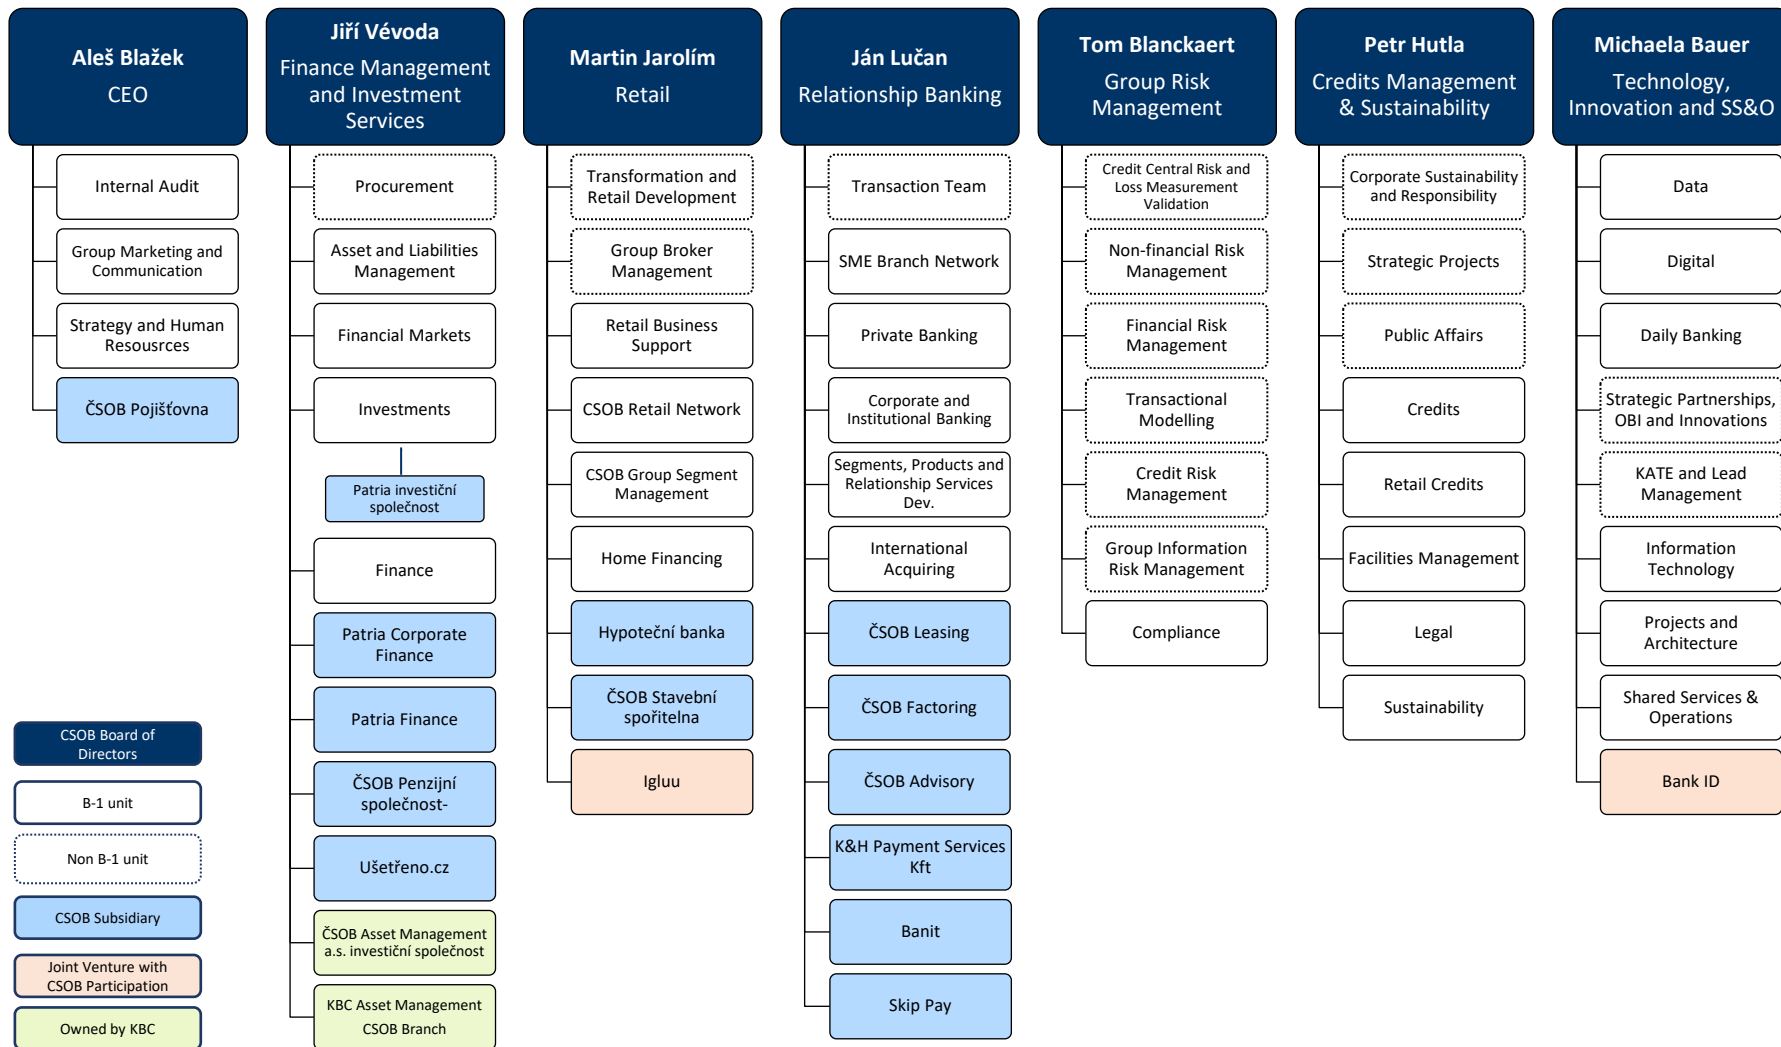 Aleš Blažek
CEO
Internal Audit
Group Marketing and
Communication
Strategy and Human
Resousrces
ČSOB Pojišťovna
Jiří Vévoda
Finance Management
and Investment
Services
Procurement
Asset and Liabilities
Management
Financial Markets
Investments
Patria investiční
společnost
Finance
Patria Corporate
Finance
Patria Finance
ČSOB Penzijní
společnost-
Ušetřeno.cz
ČSOB Asset Management
a.s. investiční společnost
KBC Asset Management
CSOB Branch
Martin Jarolím
Retail
Transformation and
Retail Development
Group Broker
Management
Retail Business
Support
CSOB Retail Network
CSOB Group Segment
Management
Home Financing
Hypoteční banka
ČSOB Stavební
spořitelna
Igluu
Ján Lučan
Relationship Banking
Transaction Team
SME Branch Network
Private Banking
Corporate and
Institutional Banking
Segments, Products and
Relationship Services
Dev.
International
Acquiring
ČSOB Leasing
ČSOB Factoring
ČSOB Advisory
K&H Payment Services
Kft
Banit
Skip Pay
Tom Blanckaert
Group Risk
Management
Credit Central Risk and
Loss Measurement
Validation
Non-financial Risk
Management
Financial Risk
Management
Transactional
Modelling
Credit Risk
Management
Group Information
Risk Management
Compliance
Petr Hutla
Credits Management
& Sustainability
Corporate Sustainability
and Responsibility
Strategic Projects
Public Affairs
Credits
Retail Credits
Facilities Management
Legal
Sustainability
Michaela Bauer
Technology,
Innovation and SS&O
Data
Digital
Daily Banking
Strategic Partnerships,
OBI and Innovations
KATE and Lead
Management
Information
Technology
Projects and
Architecture
Shared Services &
Operations
Bank ID
CSOB Board of
Directors
B-1 unit
Non B-1 unit
CSOB Subsidiary
Joint Venture with
CSOB Participation
Owned by KBC